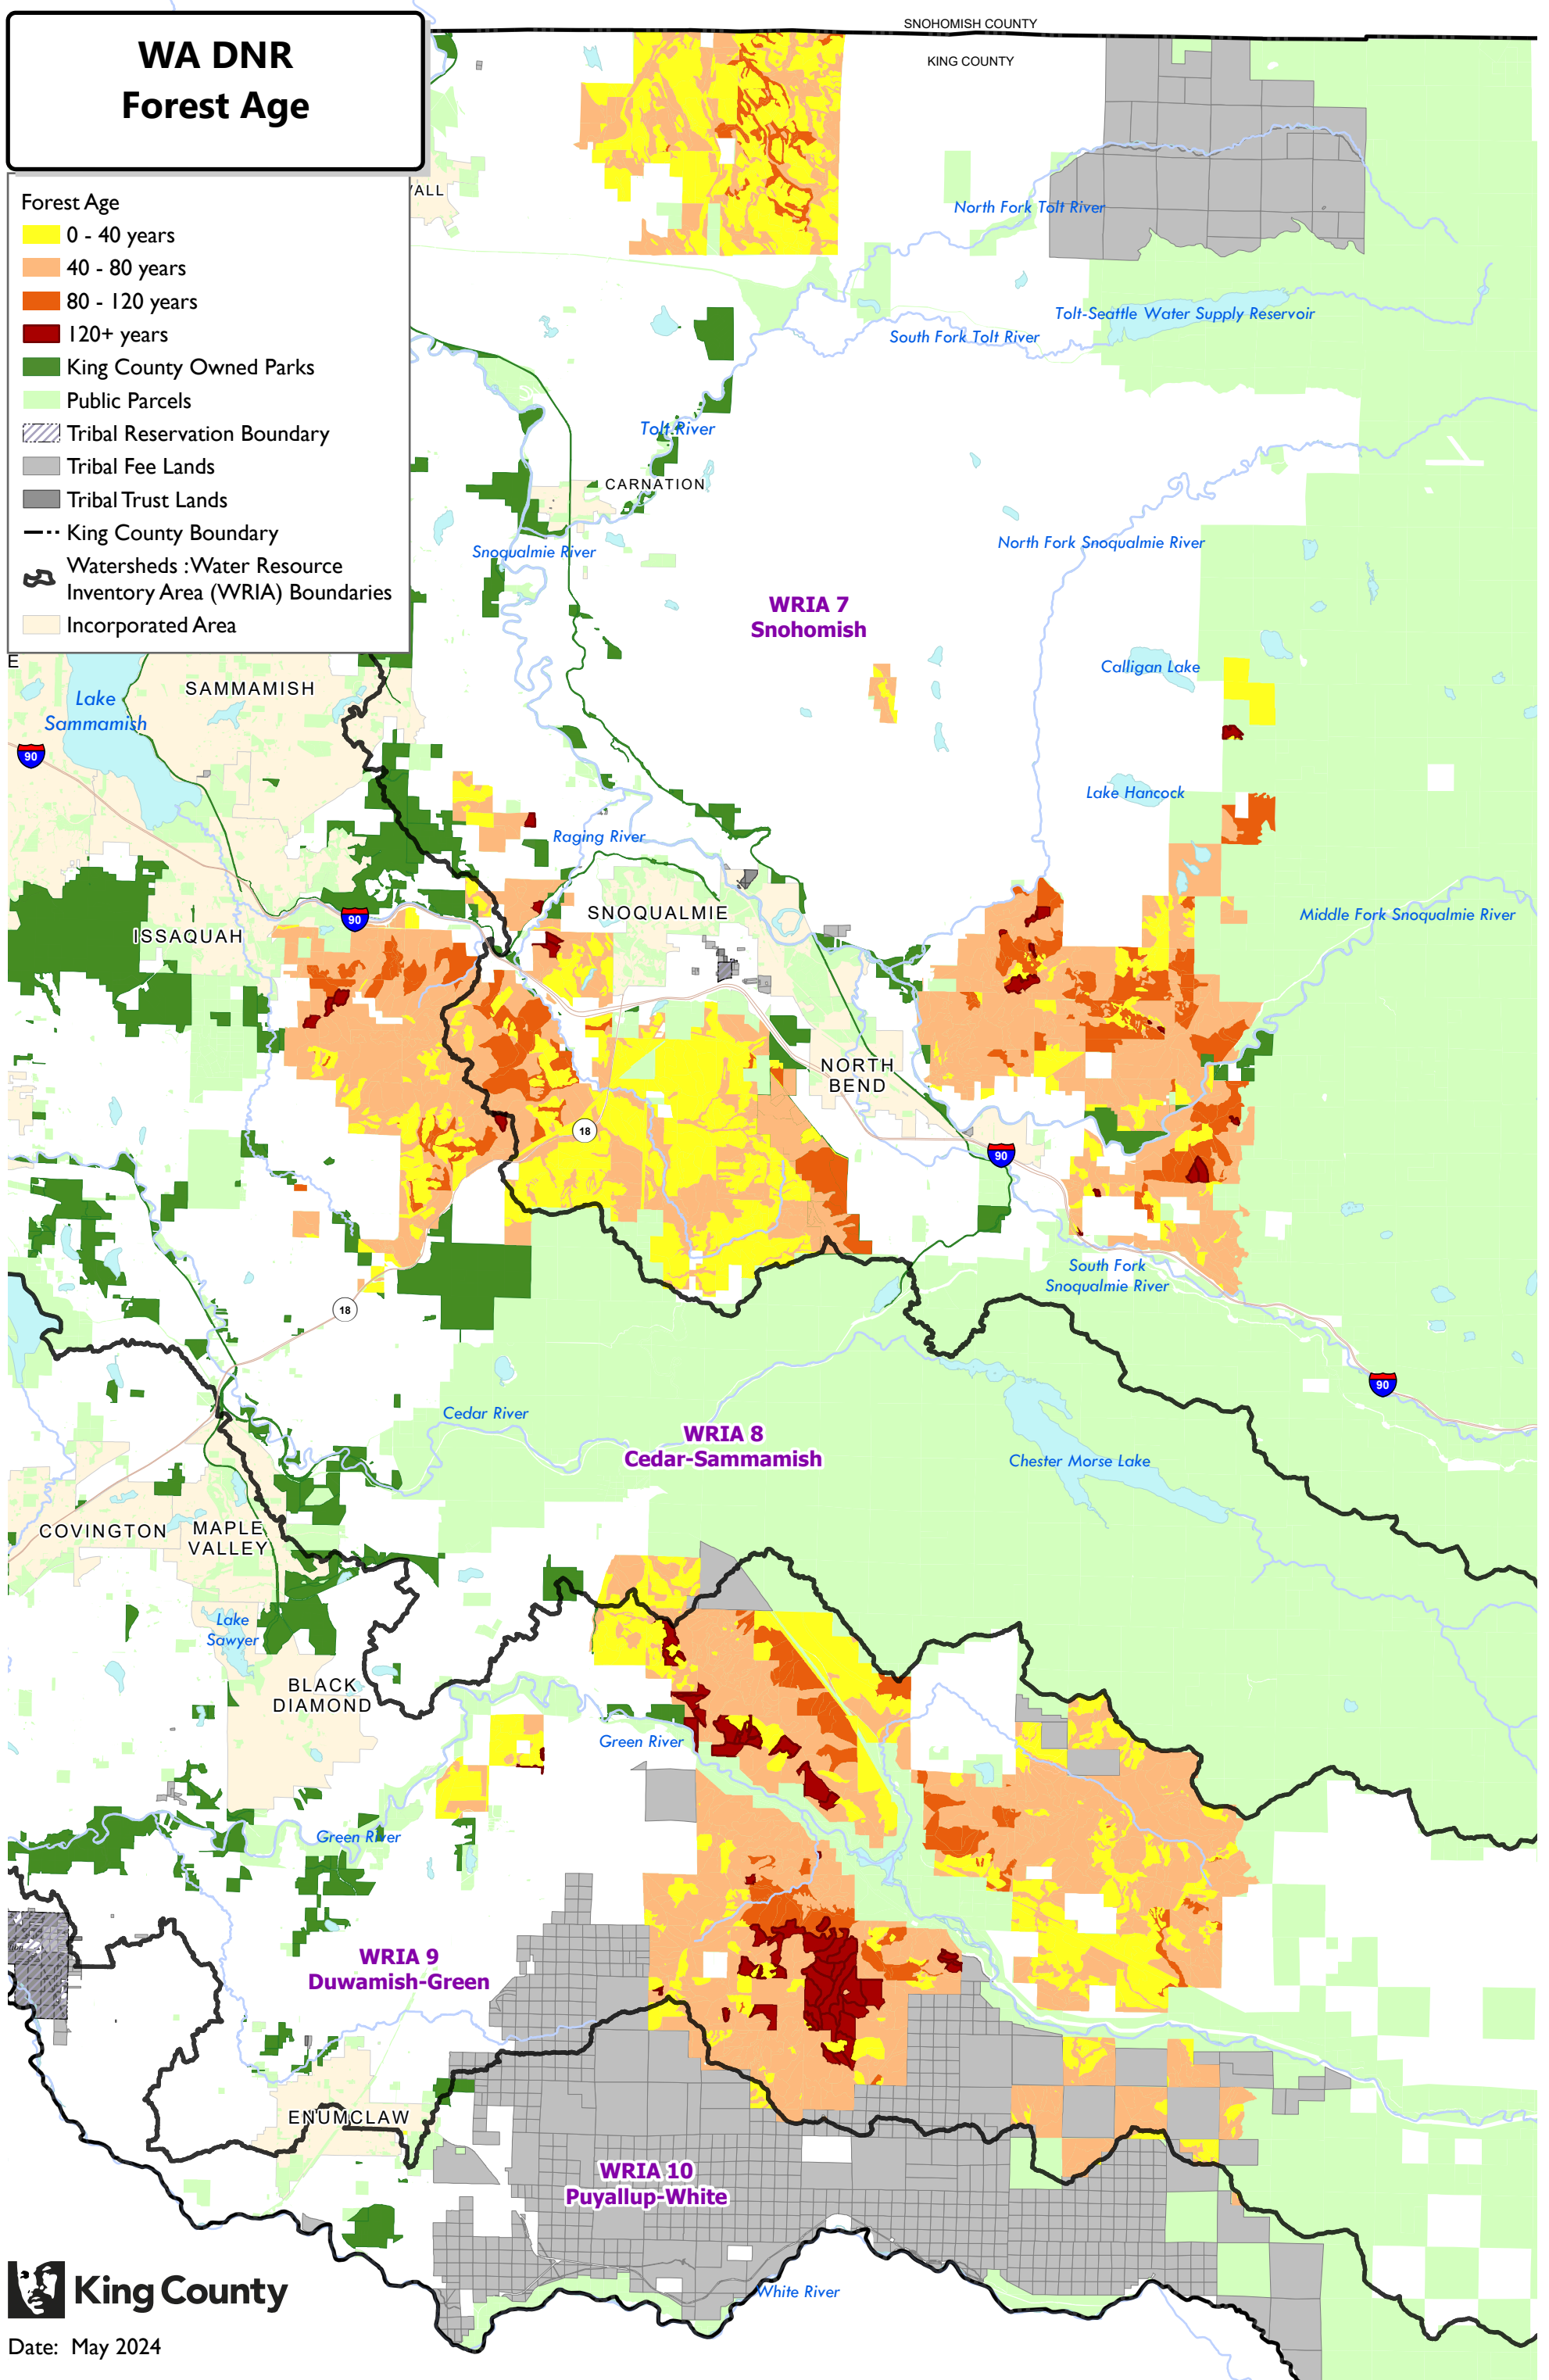 WA DNR
Forest Age
SNOHOMISH COUNTY
KING COUNTY
Forest Age
0 - 40 years
40 - 80 years
80 - 120 years
120+ years
King County Owned Parks
Public Parcels
Tribal Reservation Boundary
Tribal Fee Lands
Tribal Trust Lands
King County Boundary
Watersheds : Water Resource
Inventory Area (WRIA) Boundaries
Incorporated Area
VALL
North Fork Tolt River
Tolt-Seattle Water Supply Reservoir
South Fork Tolt River
Tolt River
CARNATION
Snoqualmie River
North Fork Snoqualmie River
WRIA 7
Snohomish
E
SAMMAMISH
Lake
Sammamish
90
Calligan Lake
Lake Hancock
Raging River
SNOQUALMIE
90
ISSAQUAH
Middle Fork Snoqualmie River
NORTH
BEND
18
90
South Fork
Snoqualmie River
18
90
Cedar River
WRIA 8
Cedar-Sammamish
Chester Morse Lake
COVINGTON
MAPLE
VALLEY
Lake
Sawyer
BLACK
DIAMOND
Green River
Green River
WRIA 9
Duwamish-Green
ENUMCLAW
WRIA 10
Puyallup-White
White River
King County
Date: May 2024